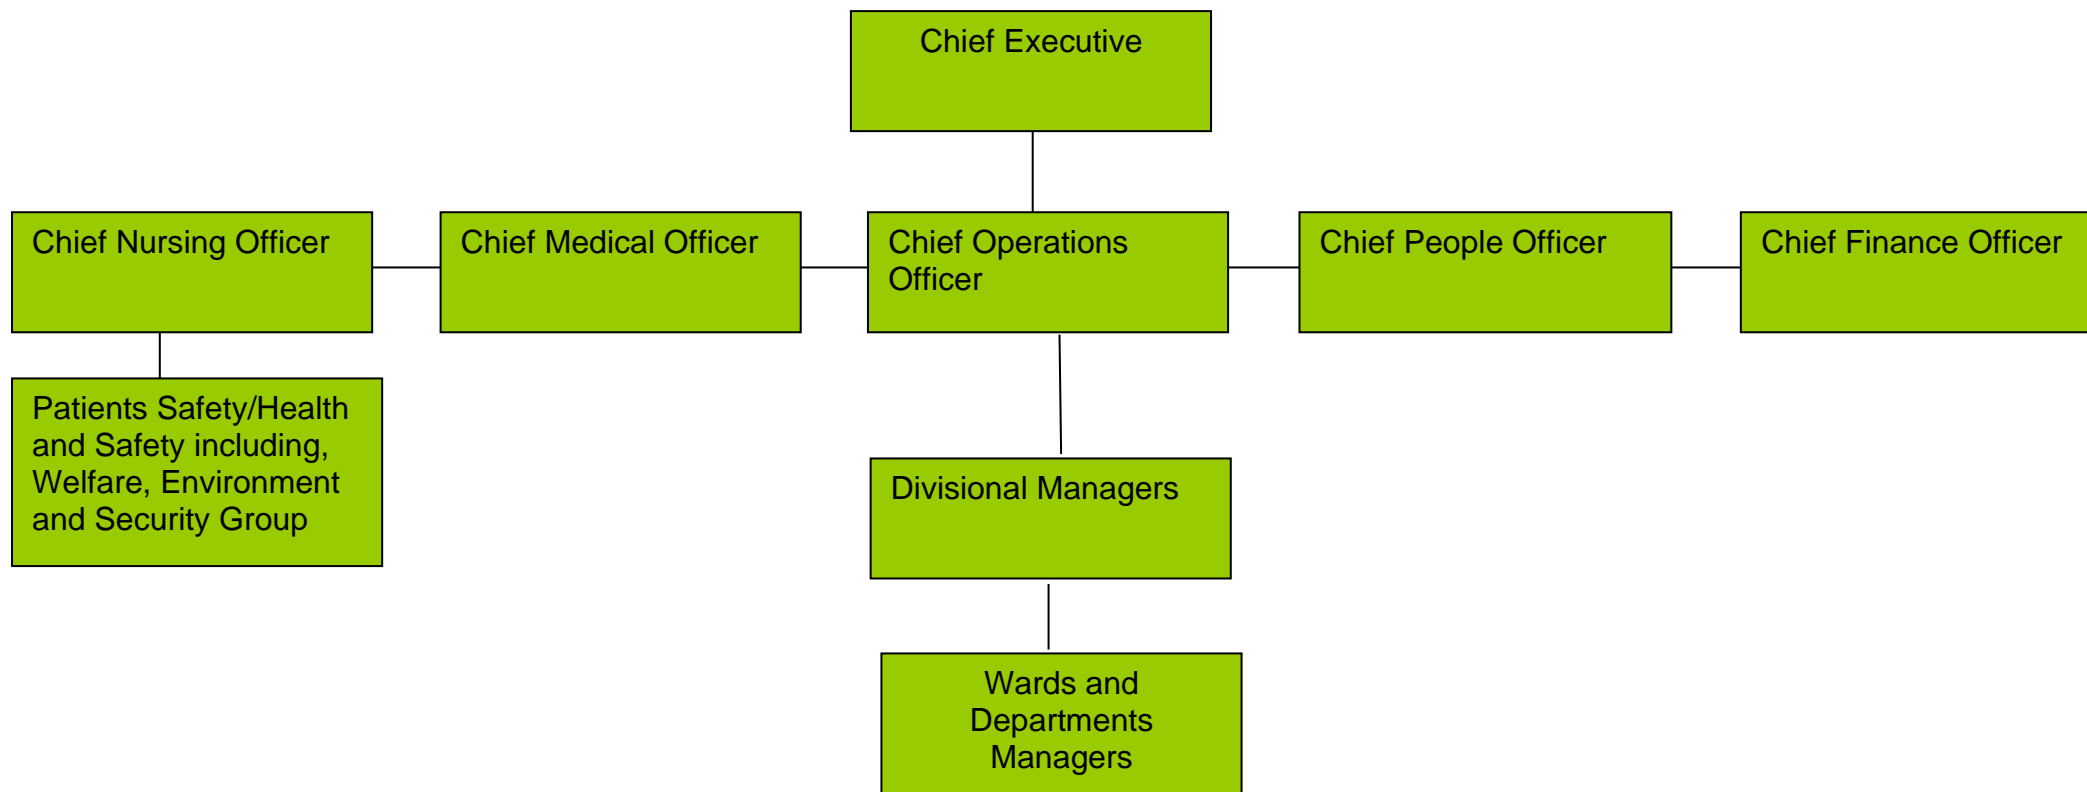 Chief Executive
Chief Nursing Officer
Chief Medical Officer
Chief Operations
Officer
Chief People Officer
Chief Finance Officer
Patients Safety/Health
and Safety including,
Welfare, Environment
and Security Group
Divisional Managers
Wards and
Departments
Managers